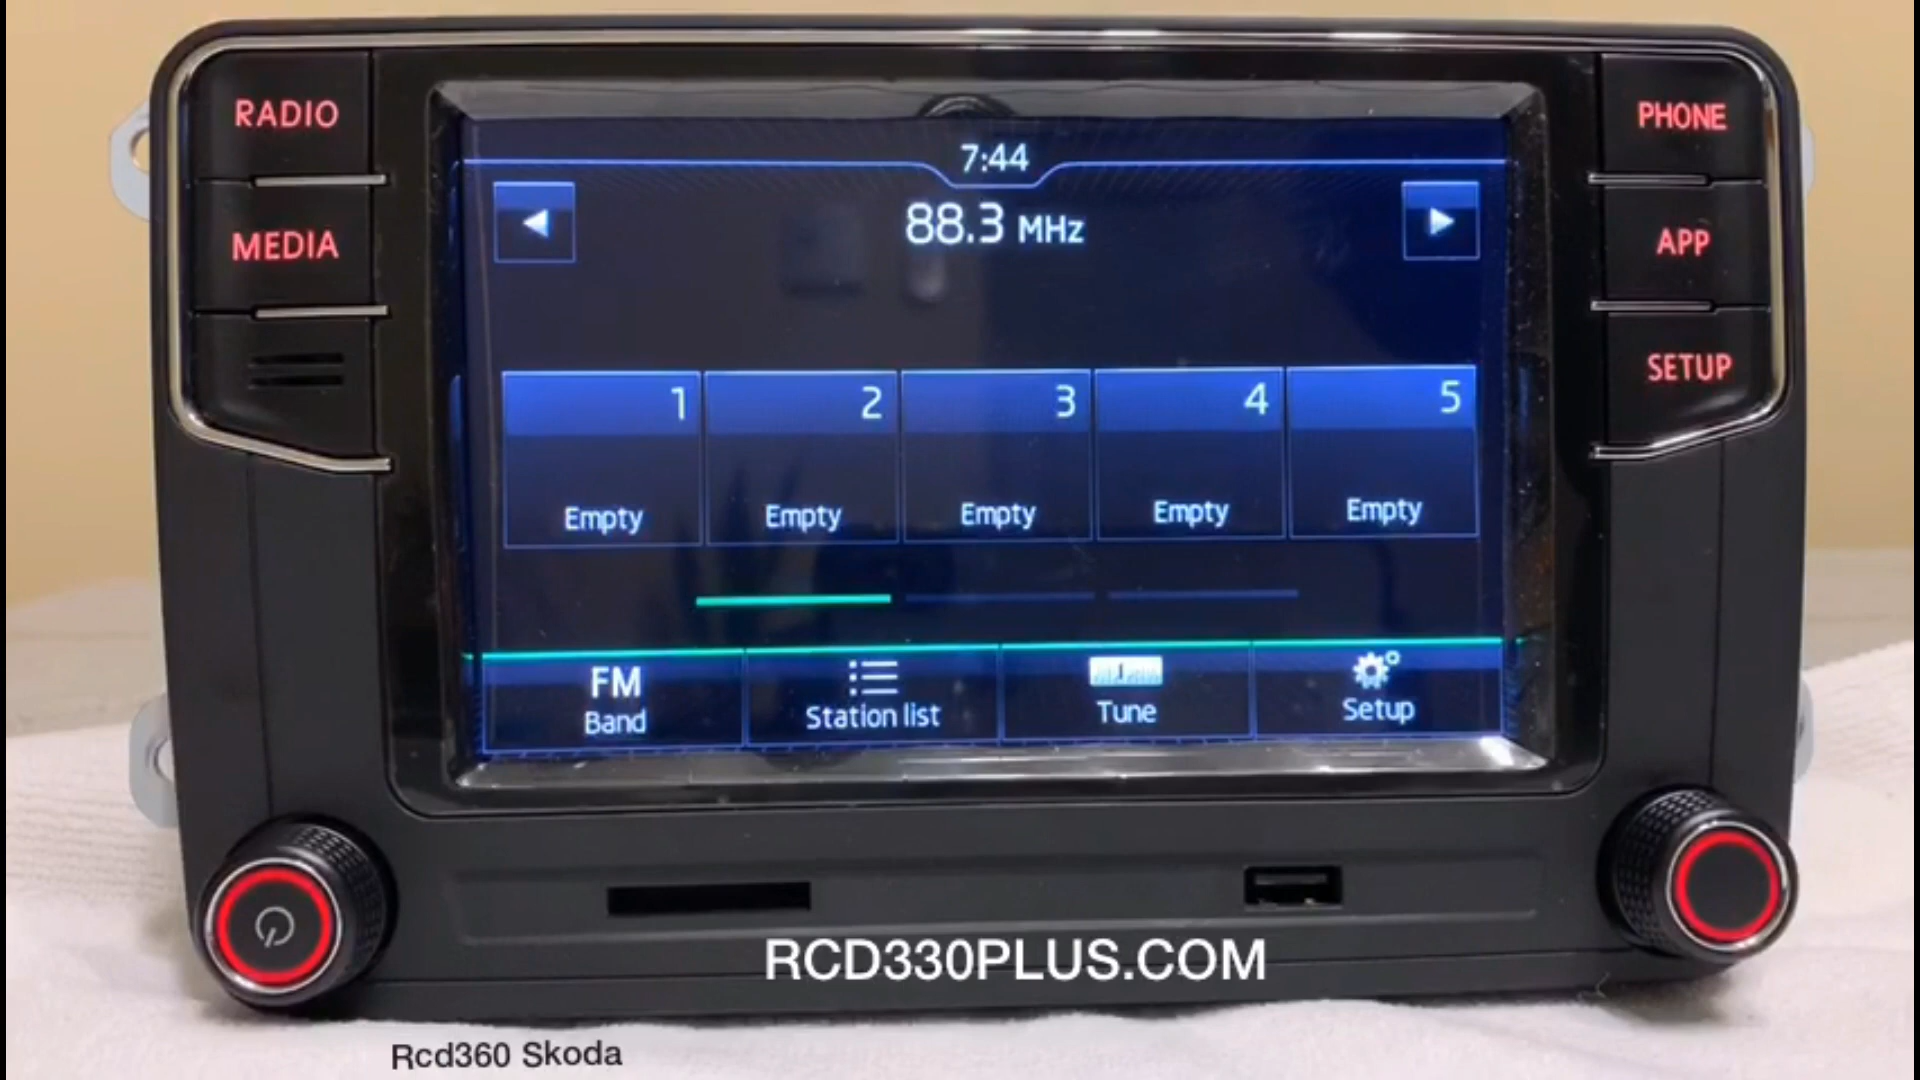 RADIO
MEDIA
PHONE
APP
SETUP
7:44
88.3 MHz
1
2
3
4
5
Empty
Empty
Empty
Empty
Empty
FM
Band
Station list
Tune
Setup
RCD330PLUS.COM
Rcd360 Skoda